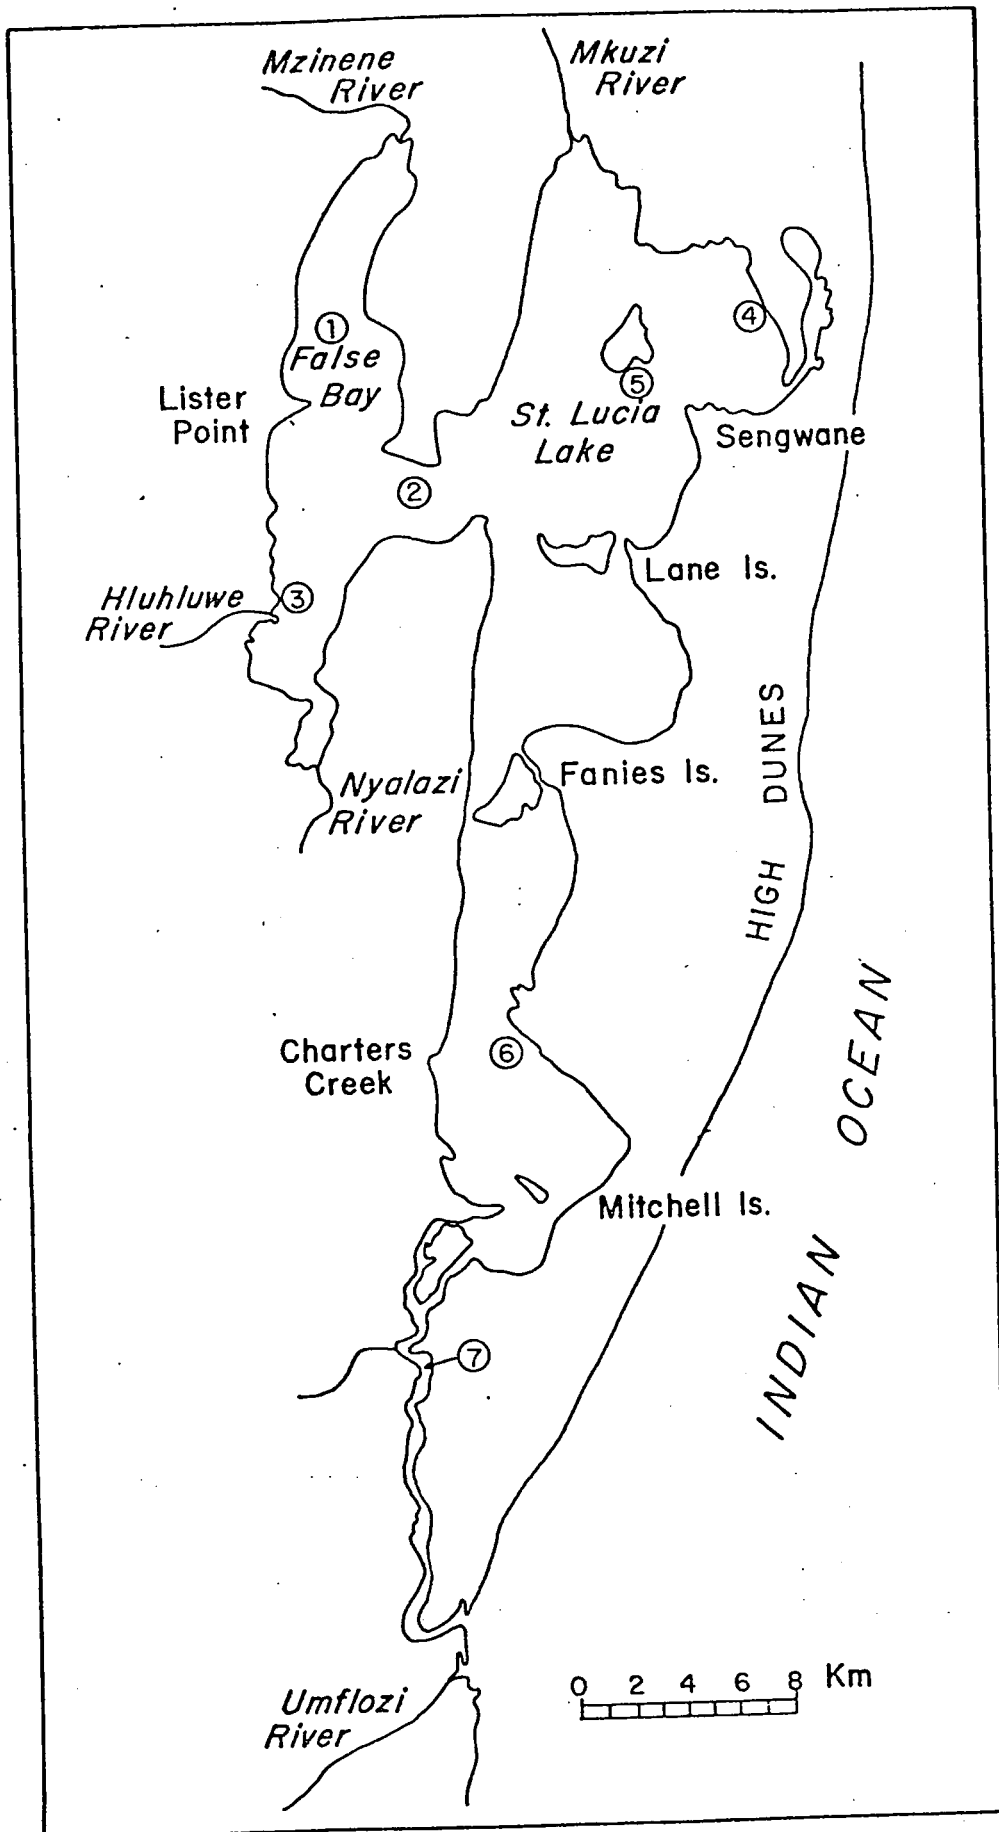 Mzinene
River
Mkuzi
River
①
False
Bay
④
⑤
Lister
Point
St. Lucia
Lake
Sengwane
②
Lane Is.
Hluhluwe
River
③
HIGH DUNES
Nyalazi
River
Fanies Is.
Charters
Creek
⑥
INDIAN OCEAN
Mitchell Is.
⑦
Umflozi
River
0 2 4 6 8 Km